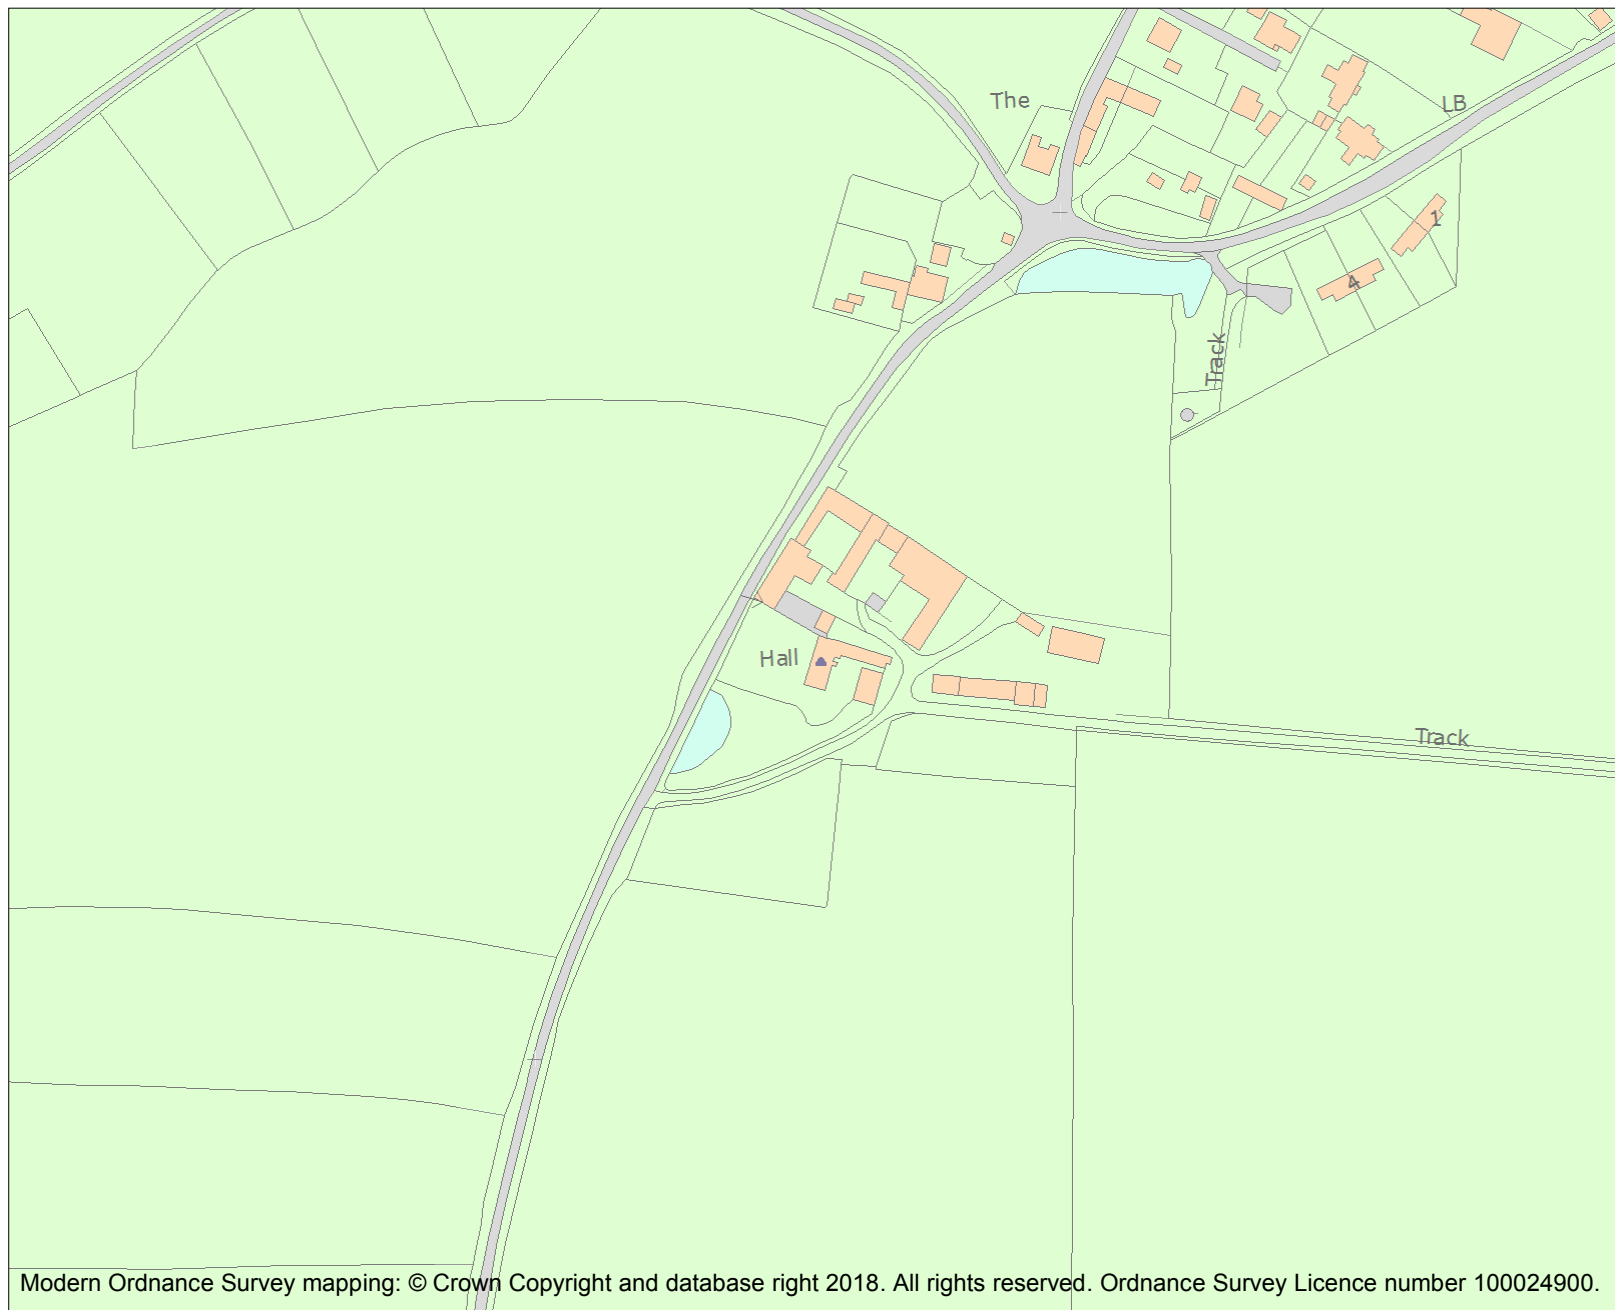 The
LB
1
4
Track
Hall
Track
Modern Ordnance Survey mapping: © Crown Copyright and database right 2018. All rights reserved. Ordnance Survey Licence number 100024900.